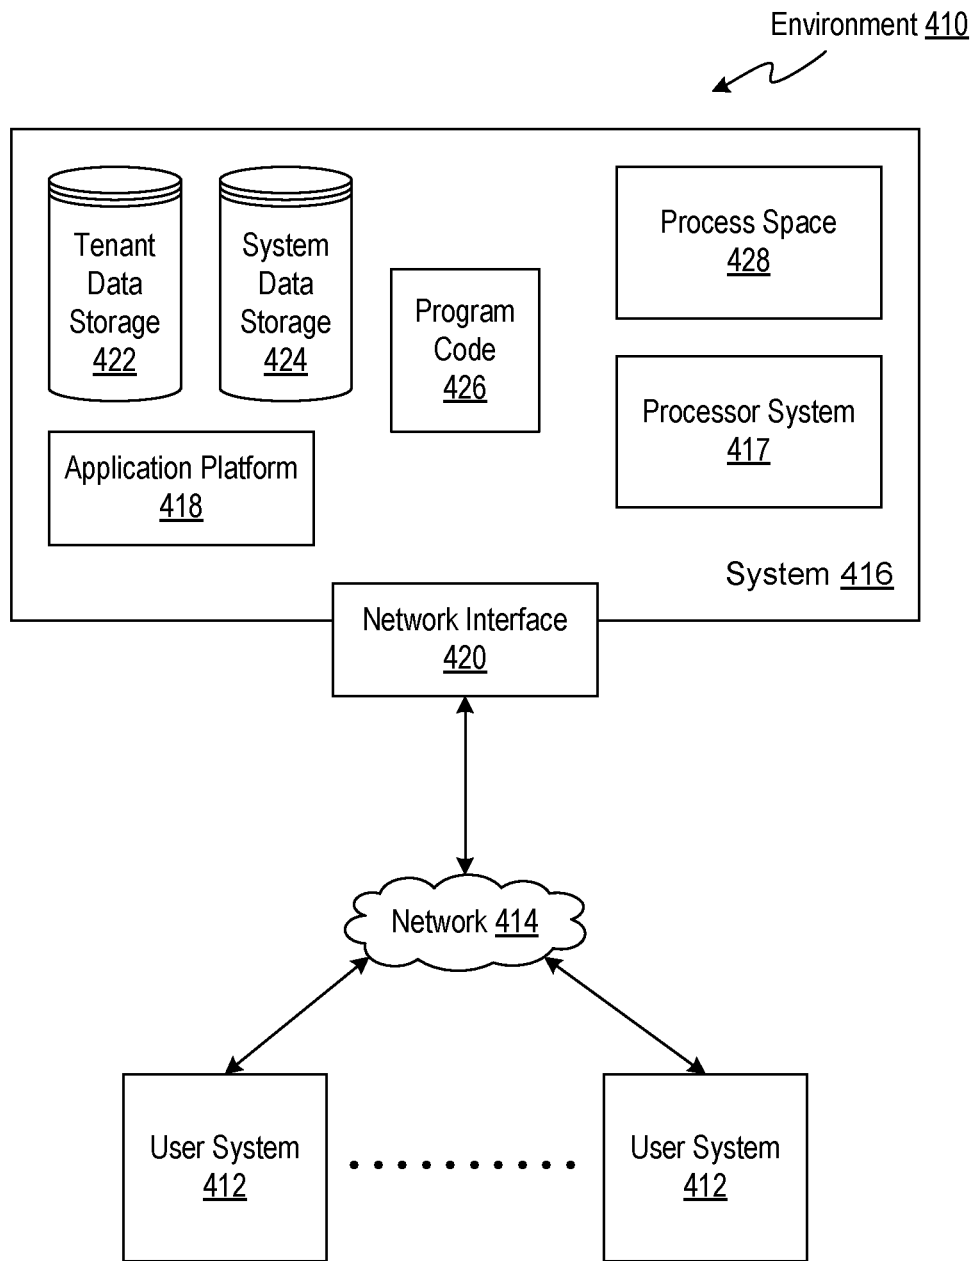 Environment 410
Tenant
Data
Storage
422
System
Data
Storage
424
Program
Code
426
Process Space
428
Processor System
417
Application Platform
418
System 416
Network Interface
420
Network 414
User System
412
User System
412